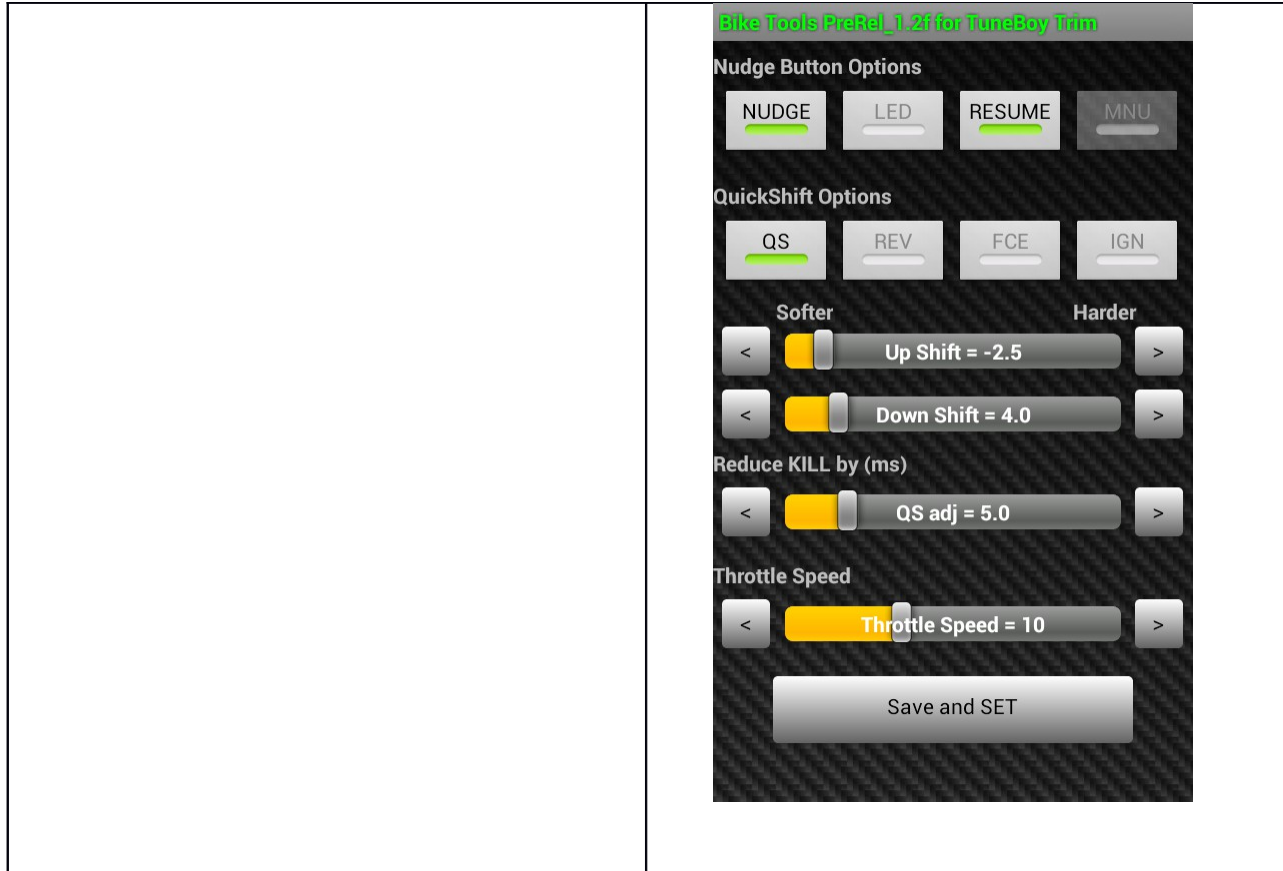 Bike Tools PreRel_1.2f for TuneBoy Trim
Nudge Button Options
NUDGE LED RESUME MNU
QuickShift Options
QS REV FCE IGN
Softer Harder
< Up Shift = -2.5 >
< Down Shift = 4.0 >
Reduce KILL by (ms)
< QS adj = 5.0 >
Throttle Speed
< Throttle Speed = 10 >
Save and SET